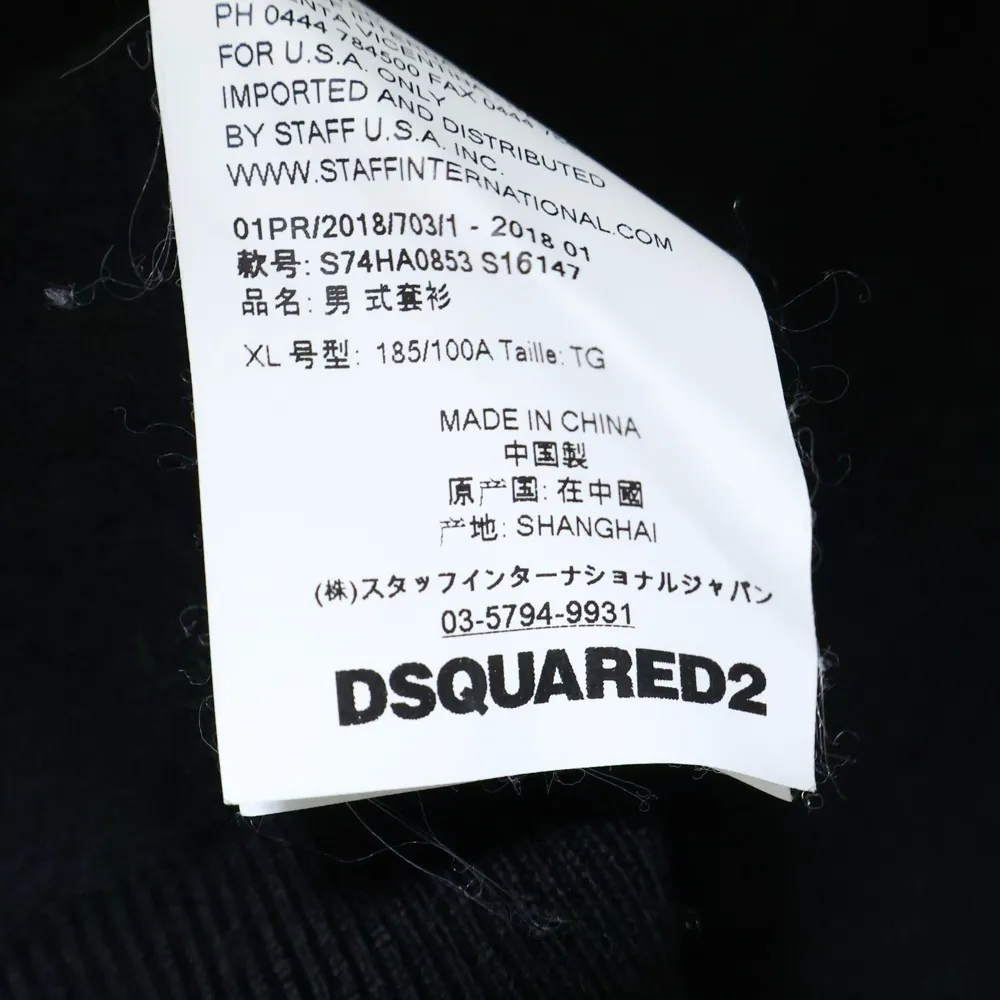 PH 0444 784500 FAX 0444
FOR U.S.A. ONLY
IMPORTED AND DISTRIBUTED
BY STAFF U.S.A. INC.
WWW.STAFFINTERNATIONAL.COM
01PR/2018/703/1 - 2018 01
款号: S74HA0853 S16147
品名: 男 式套衫
XL 号型: 185/100A Taille: TG
MADE IN CHINA
中国製
原产国: 在中國
产地: SHANGHAI
(株)スタッフインターナショナルジャパン
03-5794-9931
DSQUARED2